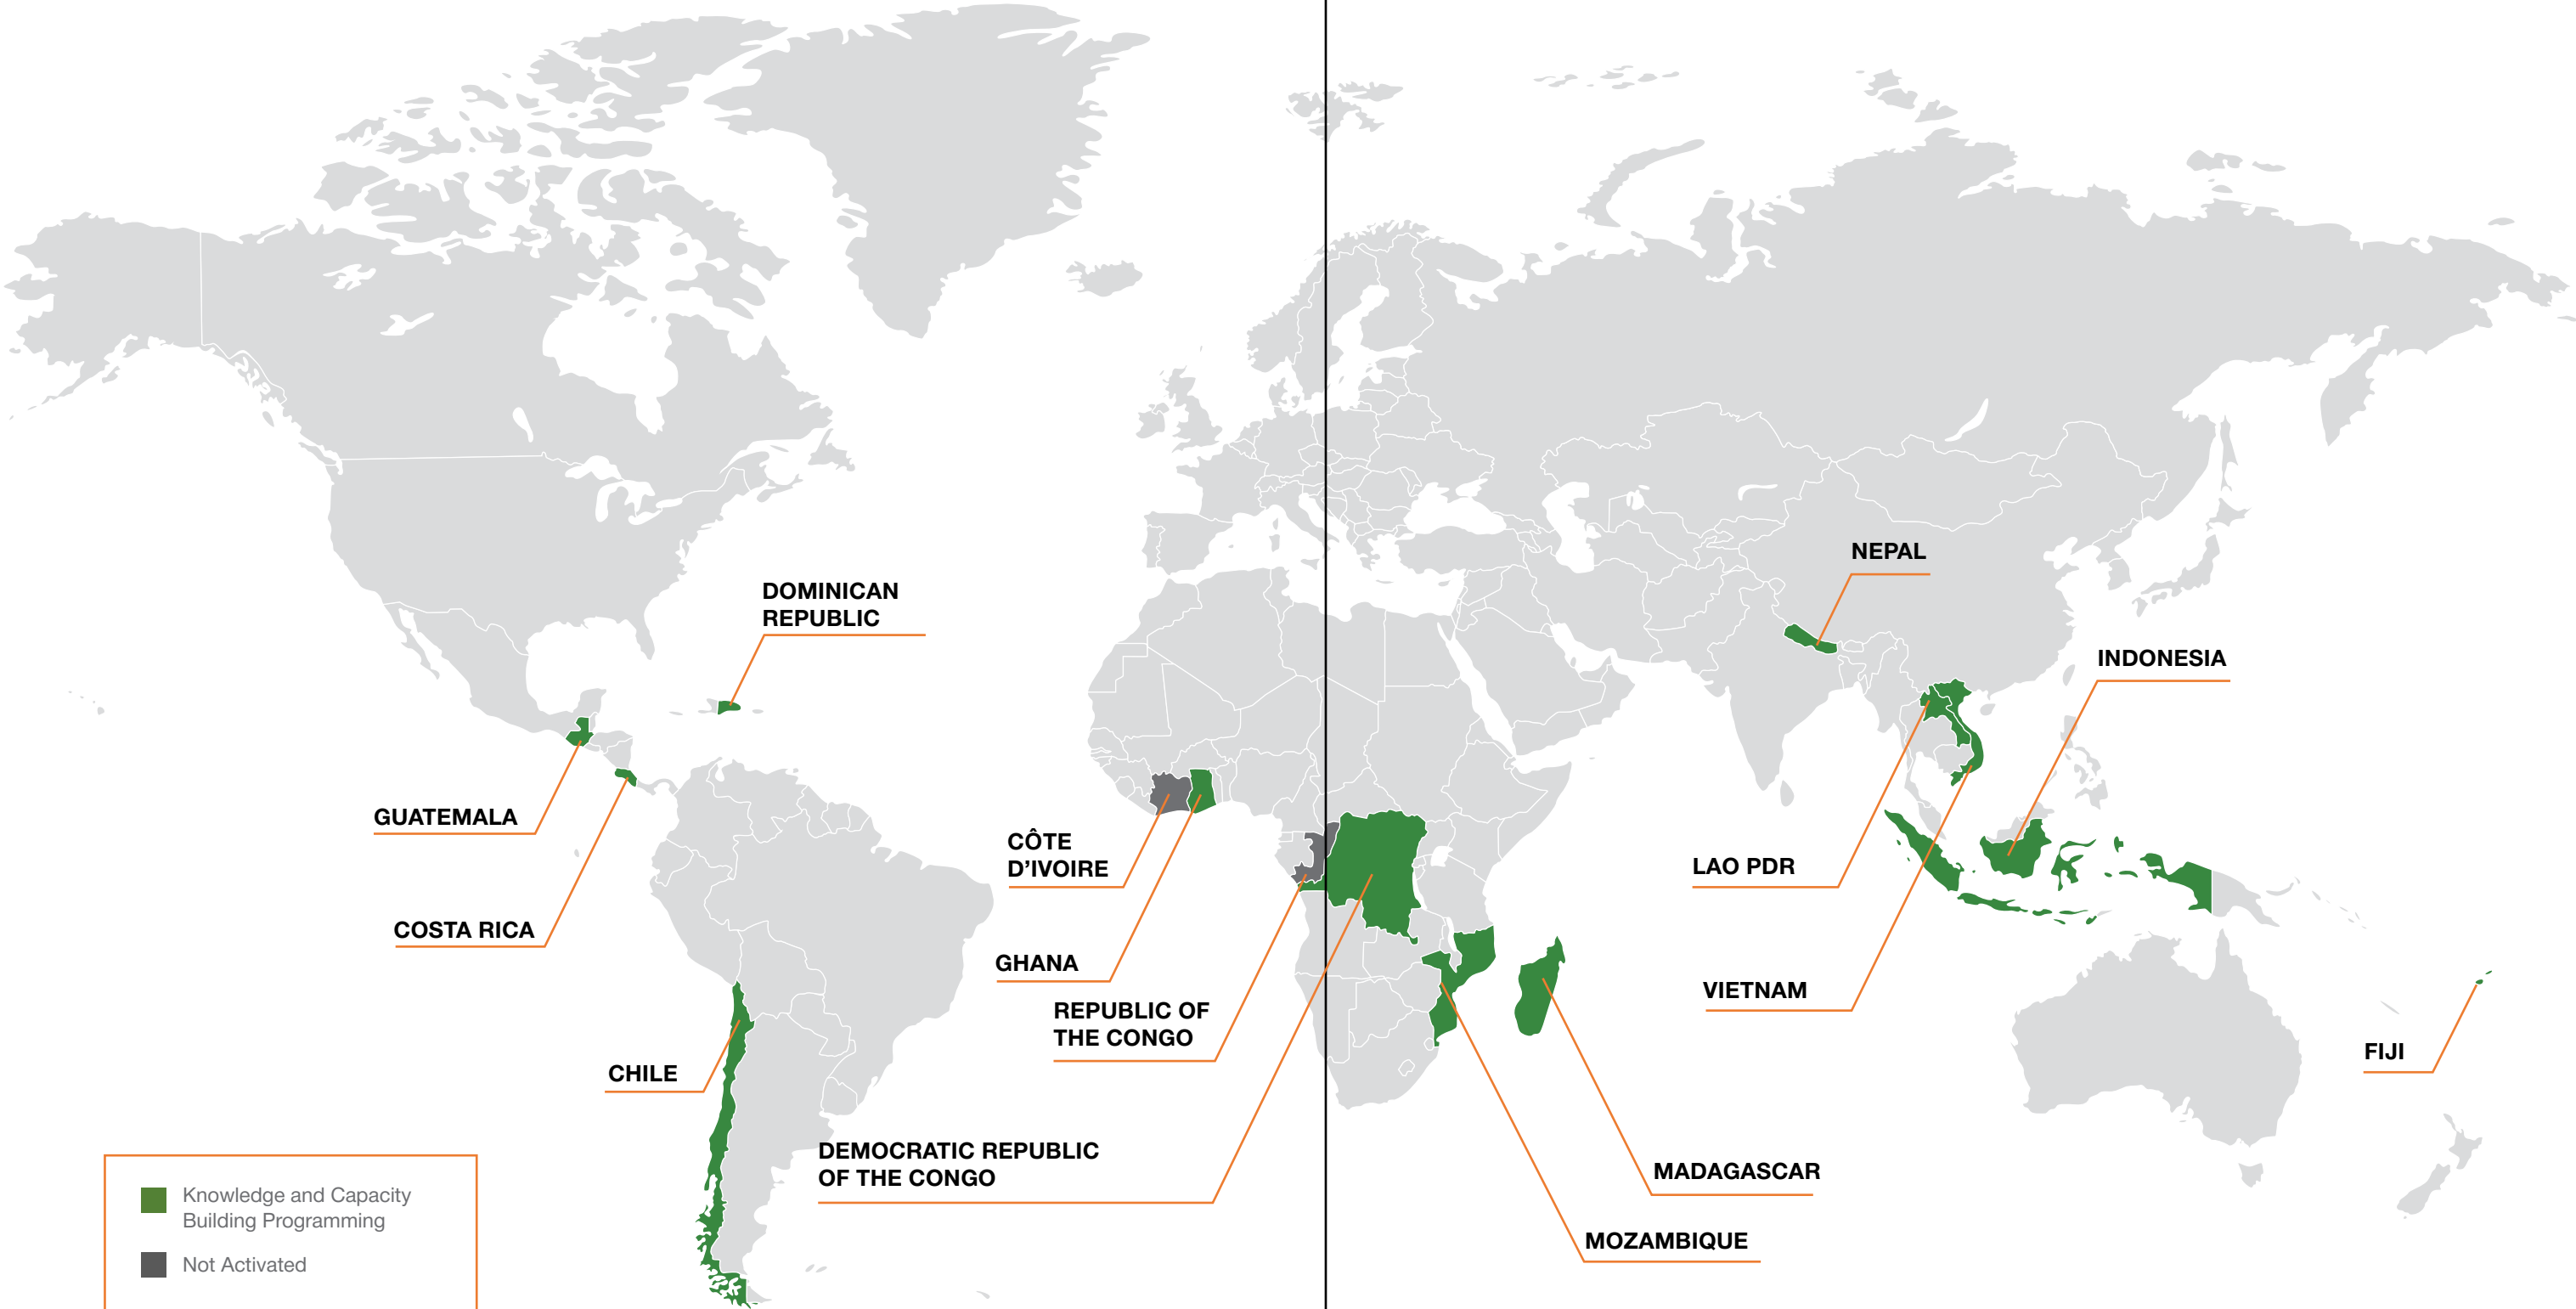 NEPAL
DOMINICAN
REPUBLIC
INDONESIA
GUATEMALA
CÔTE
D'IVOIRE
LAO PDR
COSTA RICA
GHANA
VIETNAM
REPUBLIC OF
THE CONGO
FIJI
CHILE
DEMOCRATIC REPUBLIC
OF THE CONGO
MADAGASCAR
MOZAMBIQUE
Knowledge and Capacity
Building Programming
Not Activated